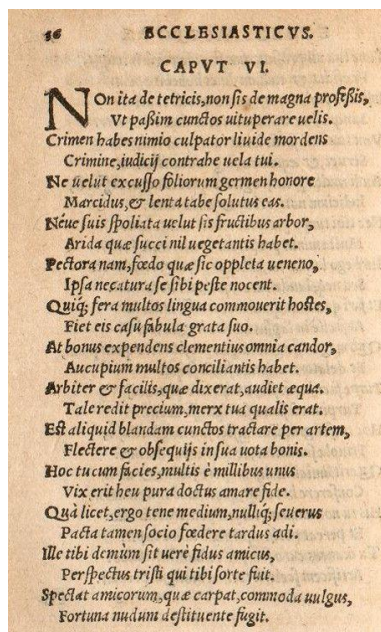 36 ECCLESIASTICVS.
CAPVT VI.
NOn ita de tetricis, non sis de magna professis,
Vt passim cunctos uituperare uelis.
Crimen habes nimio culpator liuide mordens
Crimine, iudicij contrahe uela tui.
Ne uelut excusso foliorum germen honore
Marcidus, & lenta tabe solutus eas.
Néue suis spoliata uelut sis fructibus arbor,
Arida quæ succi nil uegetantis habet.
Pectora nam, fœdo quæ sic oppleta ueneno,
Ipsa necatura se sibi peste nocent.
Quiq; fera multos lingua commouerit hostes,
Fiet eis casu fabula grata suo.
At bonus expendens clementius omnia candor,
Aucupium multos conciliantis habet.
Arbiter & facilis, quæ dixerat, audiet æqua.
Tale redit precium, merx tua qualis erat.
Est aliquid blandam cunctos tractare per artem,
Flectere & obsequijs in sua uota bonis.
Hoc tu cum facies, multis è millibus unus
Vix erit heu pura doctus amare fide.
Quâ licet, ergo tene medium, nulliq; seuerus
Pacta tamen socio fœdere tardus adi.
Ille tibi demium sit uerè fidus amicus,
Perspectus tristi qui tibi sorte fuit.
Spectat amicorum, quæ carpat, commoda uulgus,
Fortuna nudum destituente fugit.